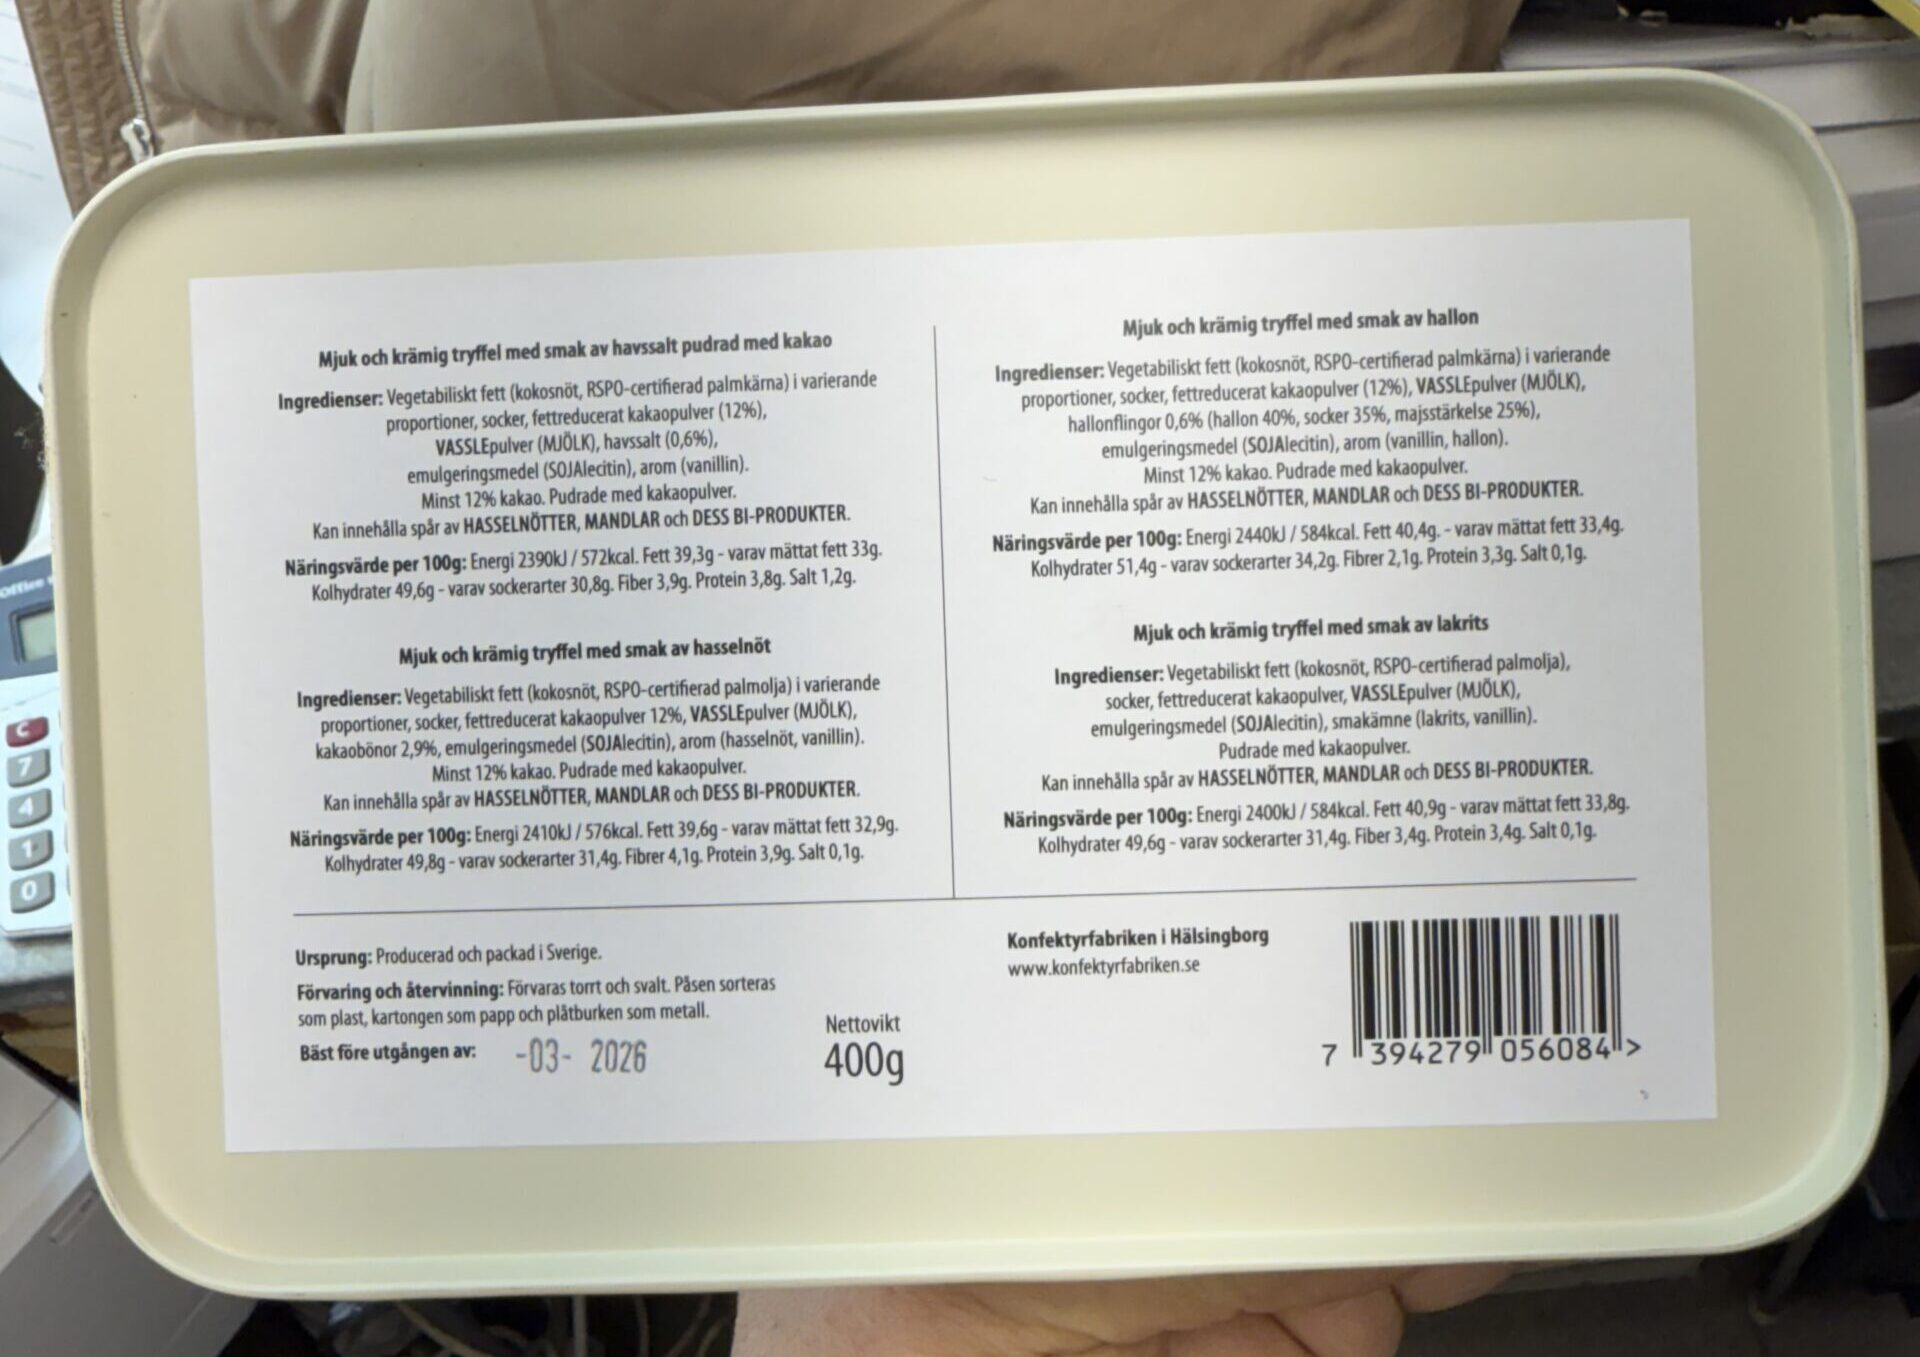 Mjuk och krämig tryffel med smak av havssalt pudrad med kakao
Ingredienser: Vegetabiliskt fett (kokosnöt, RSPO-certifierad palmkärna) i varierande
proportioner, socker, fettreducerat kakaopulver (12%),
VASSLEpulver (MJÖLK), havssalt (0,6%),
emulgeringsmedel (SOJAlecitin), arom (vanillin).
Minst 12% kakao. Pudrade med kakaopulver.
Kan innehålla spår av HASSELNÖTTER, MANDLAR och DESS BI-PRODUKTER.
Näringsvärde per 100g: Energi 2390kJ / 572kcal. Fett 39,3g - varav mättat fett 33g.
Kolhydrater 49,6g - varav sockerarter 30,8g. Fiber 3,9g. Protein 3,8g. Salt 1,2g.
Mjuk och krämig tryffel med smak av hasselnöt
Ingredienser: Vegetabiliskt fett (kokosnöt, RSPO-certifierad palmolja) i varierande
proportioner, socker, fettreducerat kakaopulver 12%, VASSLEpulver (MJÖLK),
kakaobönor 2,9%, emulgeringsmedel (SOJAlecitin), arom (hasselnöt, vanillin).
Minst 12% kakao. Pudrade med kakaopulver.
Kan innehålla spår av HASSELNÖTTER, MANDLAR och DESS BI-PRODUKTER.
Näringsvärde per 100g: Energi 2410kJ / 576kcal. Fett 39,6g - varav mättat fett 32,9g.
Kolhydrater 49,8g - varav sockerarter 31,4g. Fibrer 4,1g. Protein 3,9g. Salt 0,1g.
Mjuk och krämig tryffel med smak av hallon
Ingredienser: Vegetabiliskt fett (kokosnöt, RSPO-certifierad palmkärna) i varierande
proportioner, socker, fettreducerat kakaopulver (12%), VASSLEpulver (MJÖLK),
hallonflingor 0,6% (hallon 40%, socker 35%, majsstärkelse 25%),
emulgeringsmedel (SOJAlecitin), arom (vanillin, hallon).
Minst 12% kakao. Pudrade med kakaopulver.
Kan innehålla spår av HASSELNÖTTER, MANDLAR och DESS BI-PRODUKTER.
Näringsvärde per 100g: Energi 2440kJ / 584kcal. Fett 40,4g. - varav mättat fett 33,4g.
Kolhydrater 51,4g - varav sockerarter 34,2g. Fibrer 2,1g. Protein 3,3g. Salt 0,1g.
Mjuk och krämig tryffel med smak av lakrits
Ingredienser: Vegetabiliskt fett (kokosnöt, RSPO-certifierad palmolja),
socker, fettreducerat kakaopulver, VASSLEpulver (MJÖLK),
emulgeringsmedel (SOJAlecitin), smakämne (lakrits, vanillin).
Pudrade med kakaopulver.
Kan innehålla spår av HASSELNÖTTER, MANDLAR och DESS BI-PRODUKTER.
Näringsvärde per 100g: Energi 2400kJ / 584kcal. Fett 40,9g - varav mättat fett 33,8g.
Kolhydrater 49,6g - varav sockerarter 31,4g. Fiber 3,4g. Protein 3,4g. Salt 0,1g.
Ursprung: Producerad och packad i Sverige.
Förvaring och återvinning: Förvaras torrt och svalt. Påsen sorteras
som plast, kartongen som papp och plåtburken som metall.
Bäst före utgången av: -03- 2026
Nettovikt
400g
Konfektyrfabriken i Hälsingborg
www.konfektyrfabriken.se
7 394279 056084 >
office
C
7
4
1
0